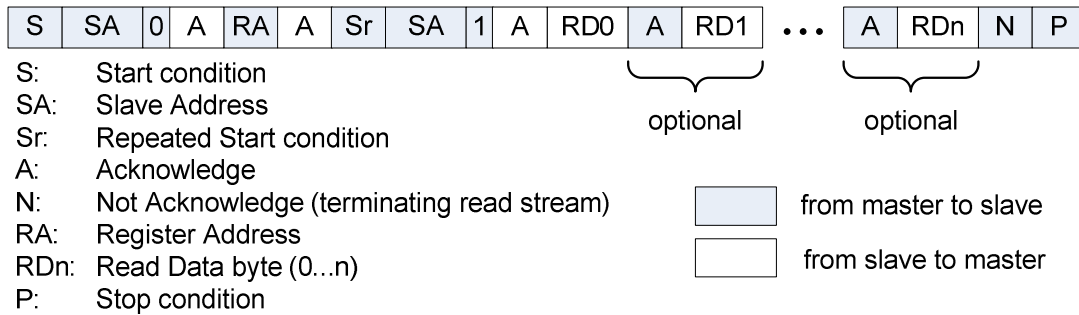 S SA 0 A RA A Sr SA 1 A RD0 A RD1 ••• A RDn N P
optional optional
S: Start condition
SA: Slave Address
Sr: Repeated Start condition
A: Acknowledge
N: Not Acknowledge (terminating read stream)
RA: Register Address
RDn: Read Data byte (0...n)
P: Stop condition
from master to slave
from slave to master